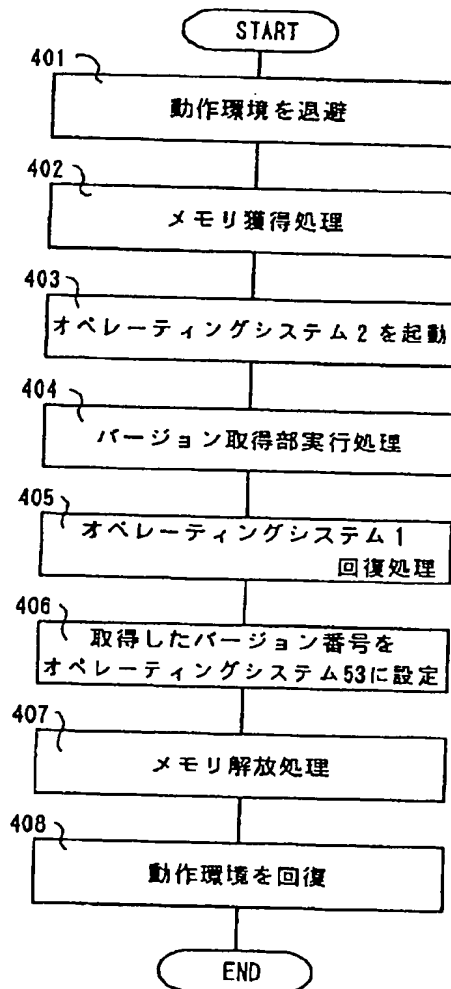 START
401
動作環境を退避
402
メモリ獲得処理
403
オペレーティングシステム2を起動
404
バージョン取得部実行処理
405
オペレーティングシステム1
回復処理
406
取得したバージョン番号を
オペレーティングシステム53に設定
407
メモリ解放処理
408
動作環境を回復
END